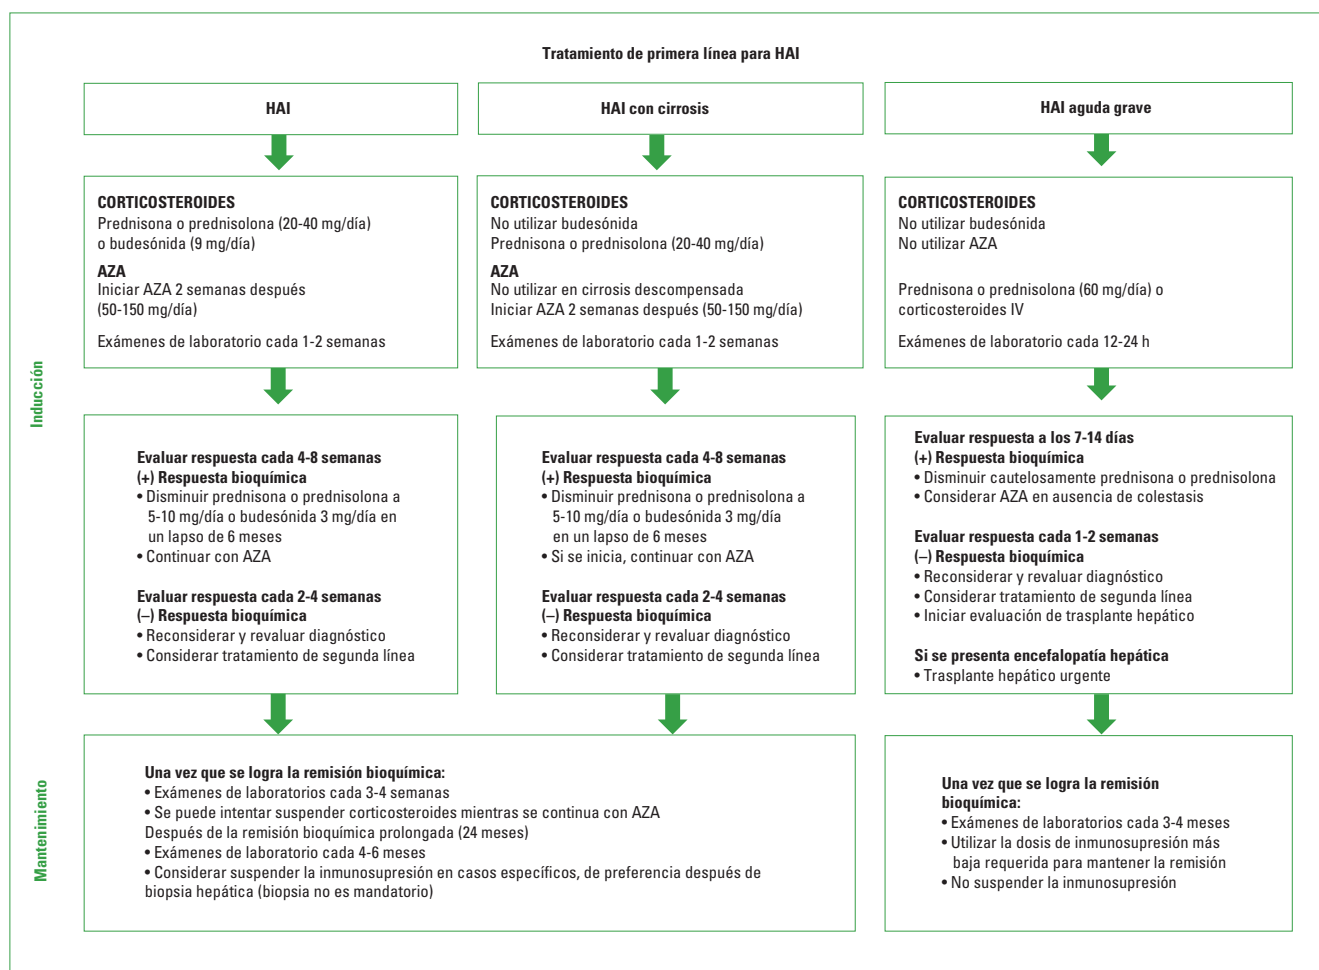 Tratamiento de primera línea para HAI
HAI
HAI con cirrosis
HAI aguda grave
Inducción
CORTICOSTEROIDES
Prednisona o prednisolona (20-40 mg/día)
o budesónida (9 mg/día)
AZA
Iniciar AZA 2 semanas después
(50-150 mg/día)
Exámenes de laboratorio cada 1-2 semanas
CORTICOSTEROIDES
No utilizar budesónida
Prednisona o prednisolona (20-40 mg/día)
AZA
No utilizar en cirrosis descompensada
Iniciar AZA 2 semanas después (50-150 mg/día)
Exámenes de laboratorio cada 1-2 semanas
CORTICOSTEROIDES
No utilizar budesónida
No utilizar AZA
Prednisona o prednisolona (60 mg/día) o
corticosteroides IV
Exámenes de laboratorio cada 12-24 h
Evaluar respuesta cada 4-8 semanas
(+) Respuesta bioquímica
• Disminuir prednisona o prednisolona a
5-10 mg/día o budesónida 3 mg/día en
un lapso de 6 meses
• Continuar con AZA
Evaluar respuesta cada 2-4 semanas
(–) Respuesta bioquímica
• Reconsiderar y revaluar diagnóstico
• Considerar tratamiento de segunda línea
Evaluar respuesta cada 4-8 semanas
(+) Respuesta bioquímica
• Disminuir prednisona o prednisolona a
5-10 mg/día o budesónida 3 mg/día
en un lapso de 6 meses
• Si se inicia, continuar con AZA
Evaluar respuesta cada 2-4 semanas
(–) Respuesta bioquímica
• Reconsiderar y revaluar diagnóstico
• Considerar tratamiento de segunda línea
Evaluar respuesta a los 7-14 días
(+) Respuesta bioquímica
• Disminuir cautelosamente prednisona o prednisolona
• Considerar AZA en ausencia de colestasis
Evaluar respuesta cada 1-2 semanas
(–) Respuesta bioquímica
• Reconsiderar y revaluar diagnóstico
• Considerar tratamiento de segunda línea
• Iniciar evaluación de trasplante hepático
Si se presenta encefalopatía hepática
• Trasplante hepático urgente
Mantenimiento
Una vez que se logra la remisión bioquímica:
• Exámenes de laboratorios cada 3-4 semanas
• Se puede intentar suspender corticosteroides mientras se continua con AZA
Después de la remisión bioquímica prolongada (24 meses)
• Exámenes de laboratorio cada 4-6 meses
• Considerar suspender la inmunosupresión en casos específicos, de preferencia después de
biopsia hepática (biopsia no es mandatorio)
Una vez que se logra la remisión
bioquímica:
• Exámenes de laboratorios cada 3-4 meses
• Utilizar la dosis de inmunosupresión más
baja requerida para mantener la remisión
• No suspender la inmunosupresión